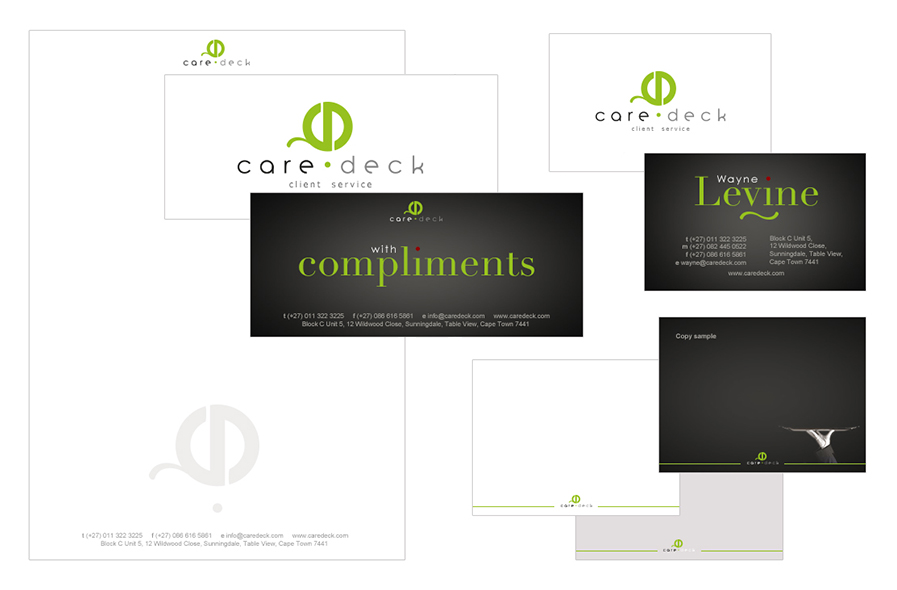 care•deck
care•deck
client service
care•deck
with
compliments
t (+27) 011 322 3225 f (+27) 086 616 5861 e info@caredeck.com www.caredeck.com
Block C Unit 5, 12 Wildwood Close, Sunningdale, Table View, Cape Town 7441
t (+27) 011 322 3225 f (+27) 086 616 5861 e info@caredeck.com www.caredeck.com
Block C Unit 5, 12 Wildwood Close, Sunningdale, Table View, Cape Town 7441
care•deck
client service
Wayne
Levine
t (+27) 011 322 3225
m (+27) 082 445 0522
f (+27) 086 616 5861
e wayne@caredeck.com
Block C Unit 5,
12 Wildwood Close,
Sunningdale, Table View,
Cape Town 7441
www.caredeck.com
Copy sample
care•deck
care•deck
care•deck